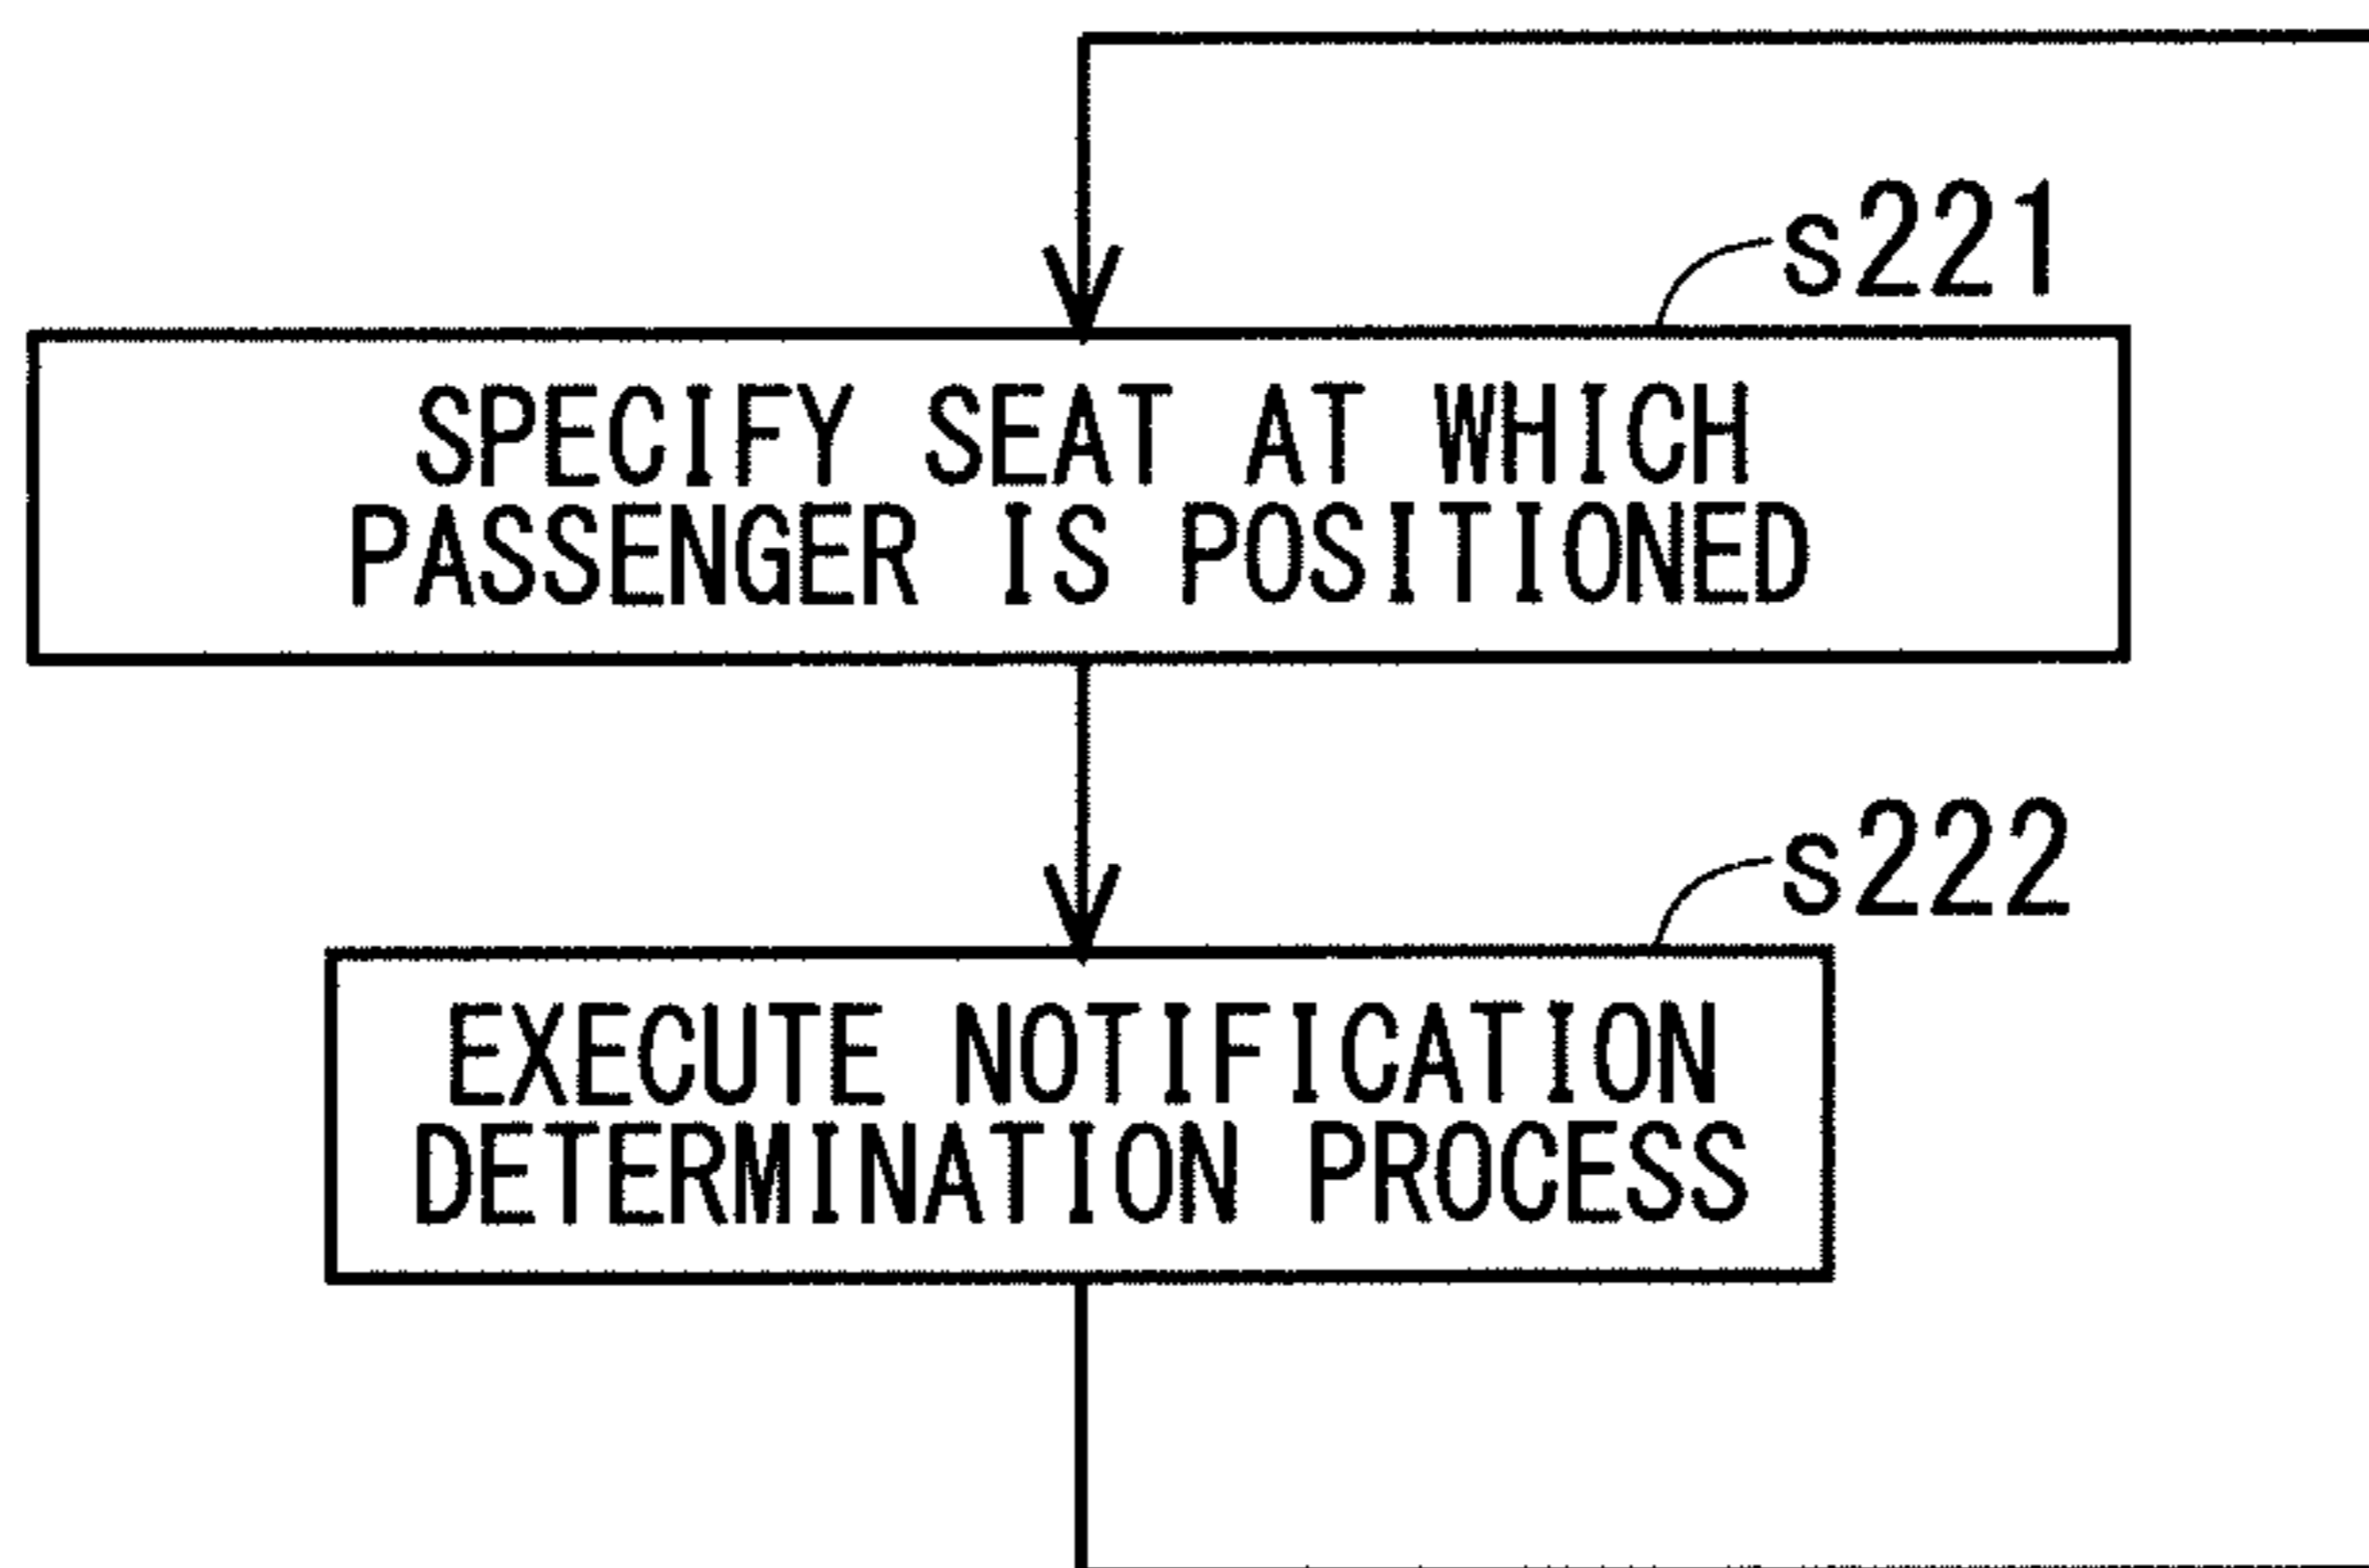 s221
SPECIFY SEAT AT WHICH
PASSENGER IS POSITIONED
s222
EXECUTE NOTIFICATION
DETERMINATION PROCESS